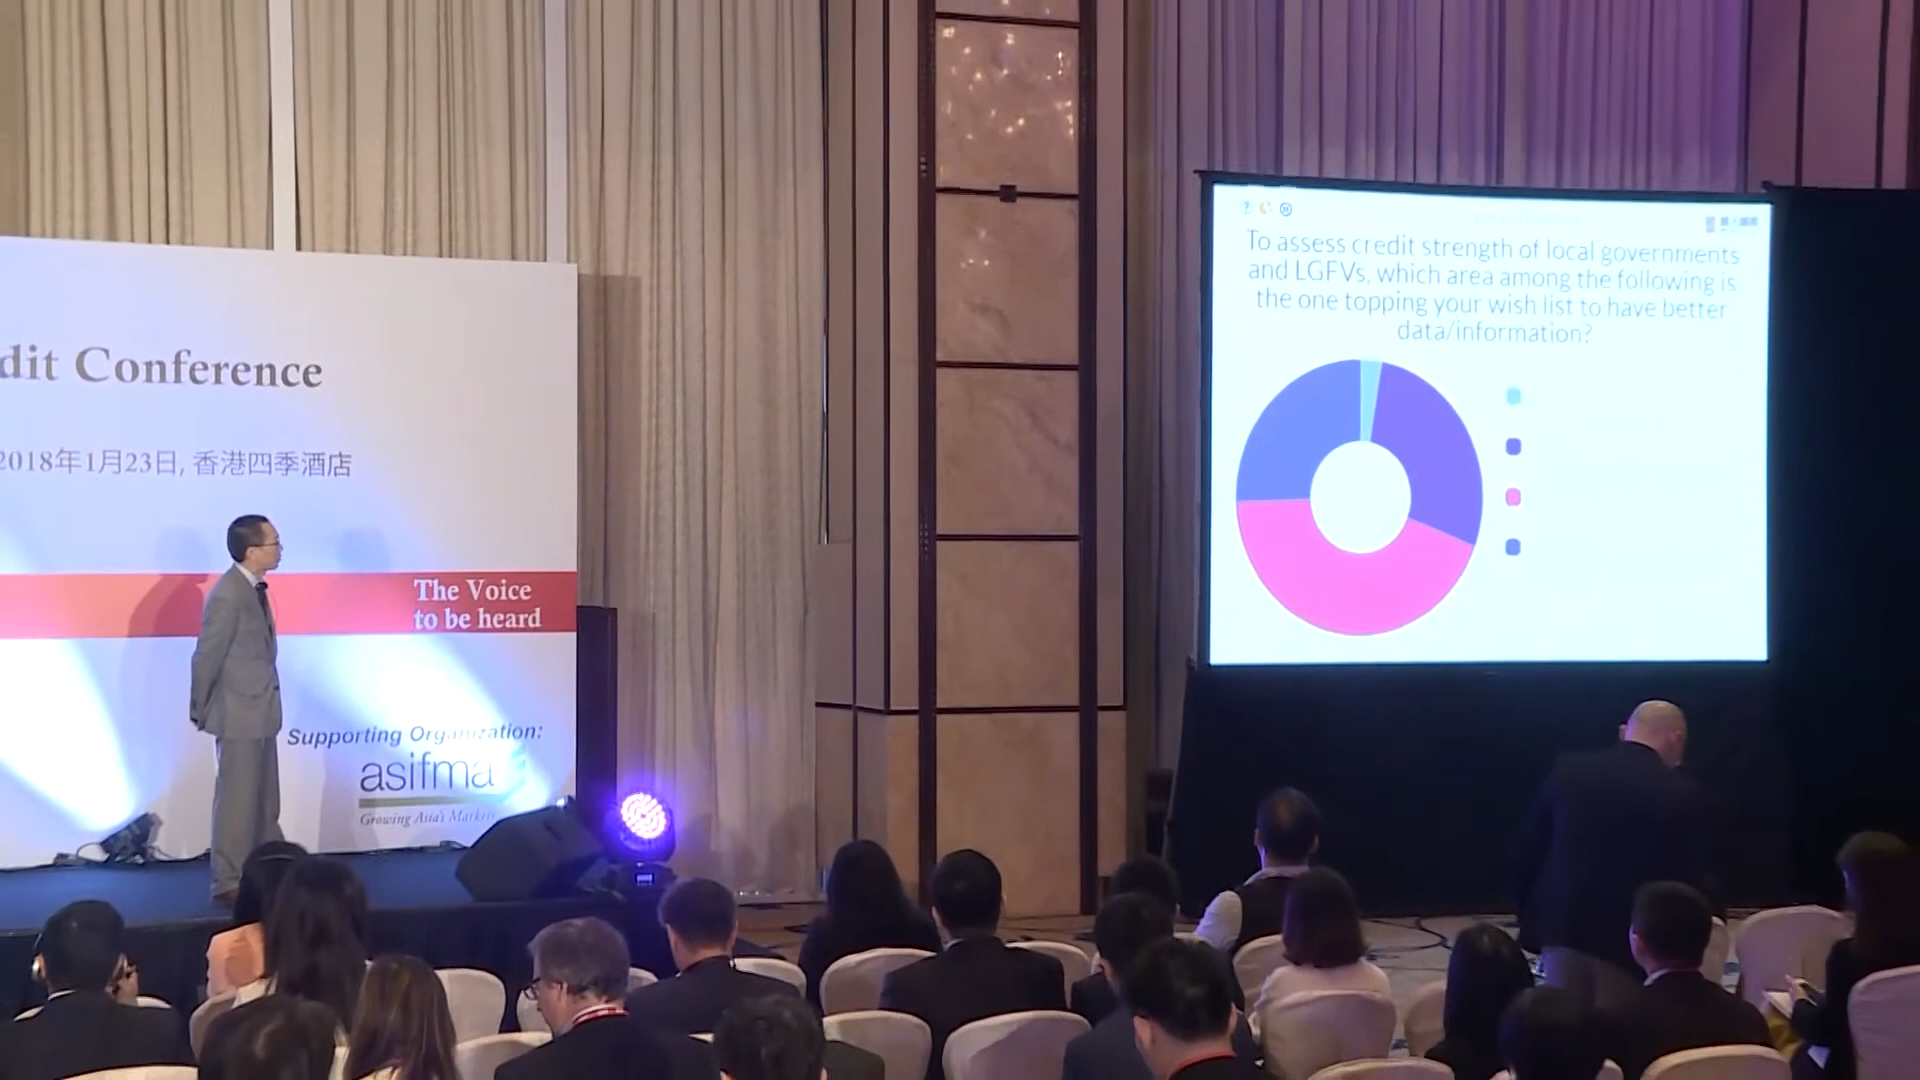 dit Conference
2018年1月23日, 香港四季酒店
The Voice
to be heard
Supporting Organization:
asifma
Growing Asia's Markets
To assess credit strength of local governments
and LGFVs, which area among the following is
the one topping your wish list to have better
data/information?